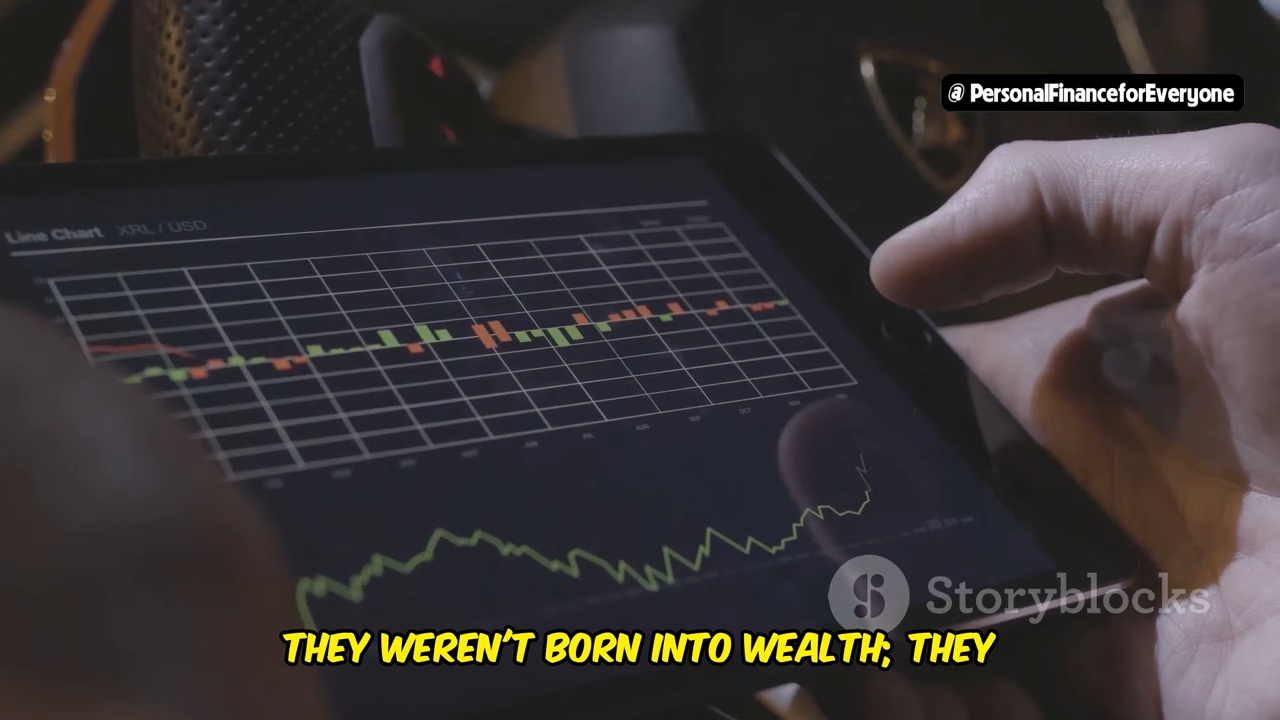 @ PersonalFinanceforEveryone
Line Chart XRL / USD
Storyblocks
THEY WEREN'T BORN INTO WEALTH; THEY